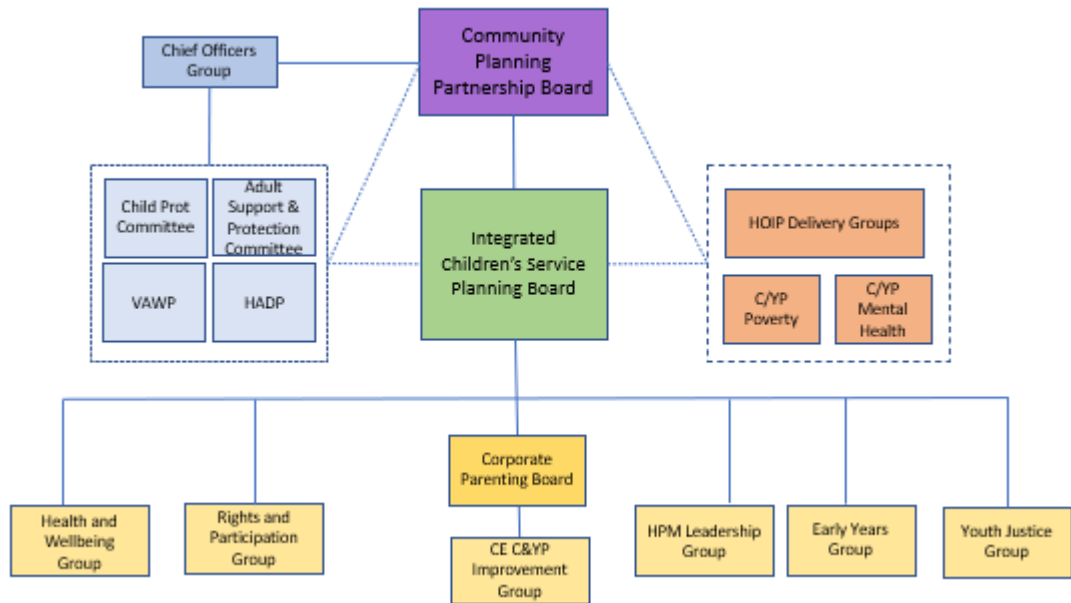 Community
Planning
Partnership Board
Chief Officers
Group
Child Prot
Committee
Adult
Support &
Protection
Committee
VAWP
HADP
Integrated
Children's Service
Planning Board
HOIP Delivery Groups
C/YP
Poverty
C/YP
Mental
Health
Corporate
Parenting Board
Health and
Wellbeing
Group
Rights and
Participation
Group
CE C&YP
Improvement
Group
HPM Leadership
Group
Early Years
Group
Youth Justice
Group